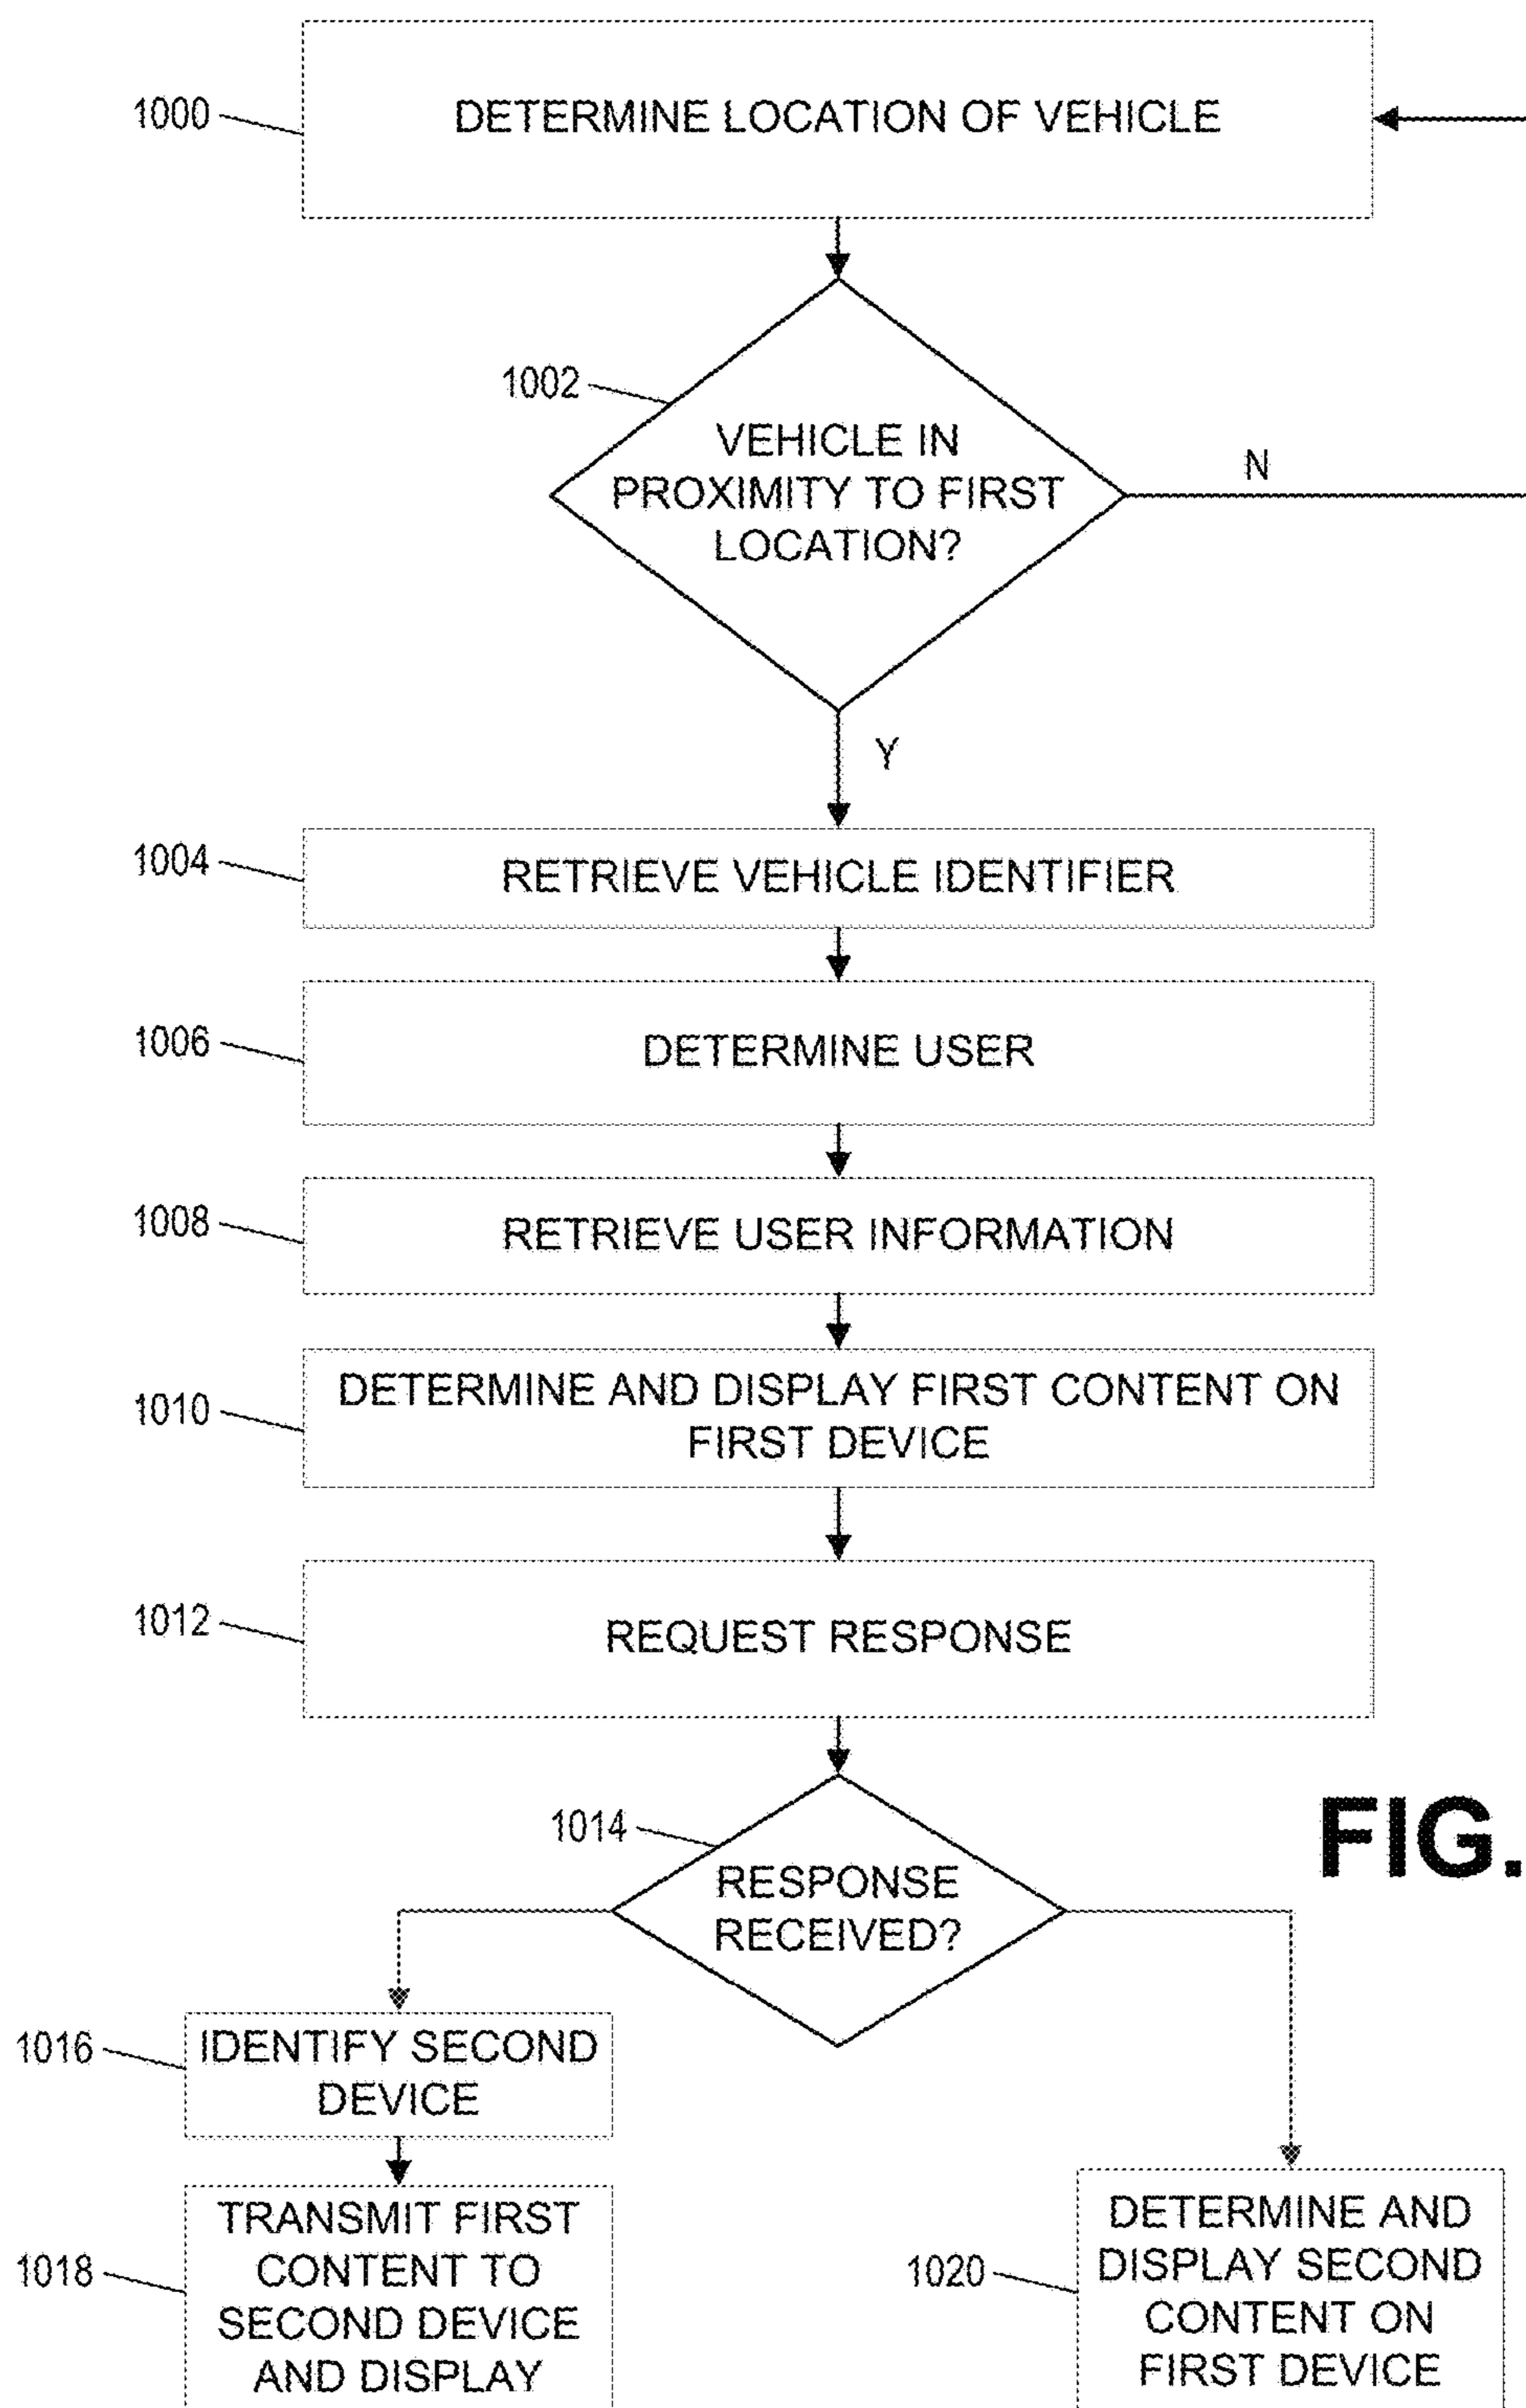 1000
DETERMINE LOCATION OF VEHICLE
1002
VEHICLE IN
PROXIMITY TO FIRST
LOCATION?
N
Y
1004
RETRIEVE VEHICLE IDENTIFIER
1006
DETERMINE USER
1008
RETRIEVE USER INFORMATION
1010
DETERMINE AND DISPLAY FIRST CONTENT ON
FIRST DEVICE
1012
REQUEST RESPONSE
FIG.
1014
RESPONSE
RECEIVED?
1016
IDENTIFY SECOND
DEVICE
1018
TRANSMIT FIRST
CONTENT TO
SECOND DEVICE
AND DISPLAY
1020
DETERMINE AND
DISPLAY SECOND
CONTENT ON
FIRST DEVICE